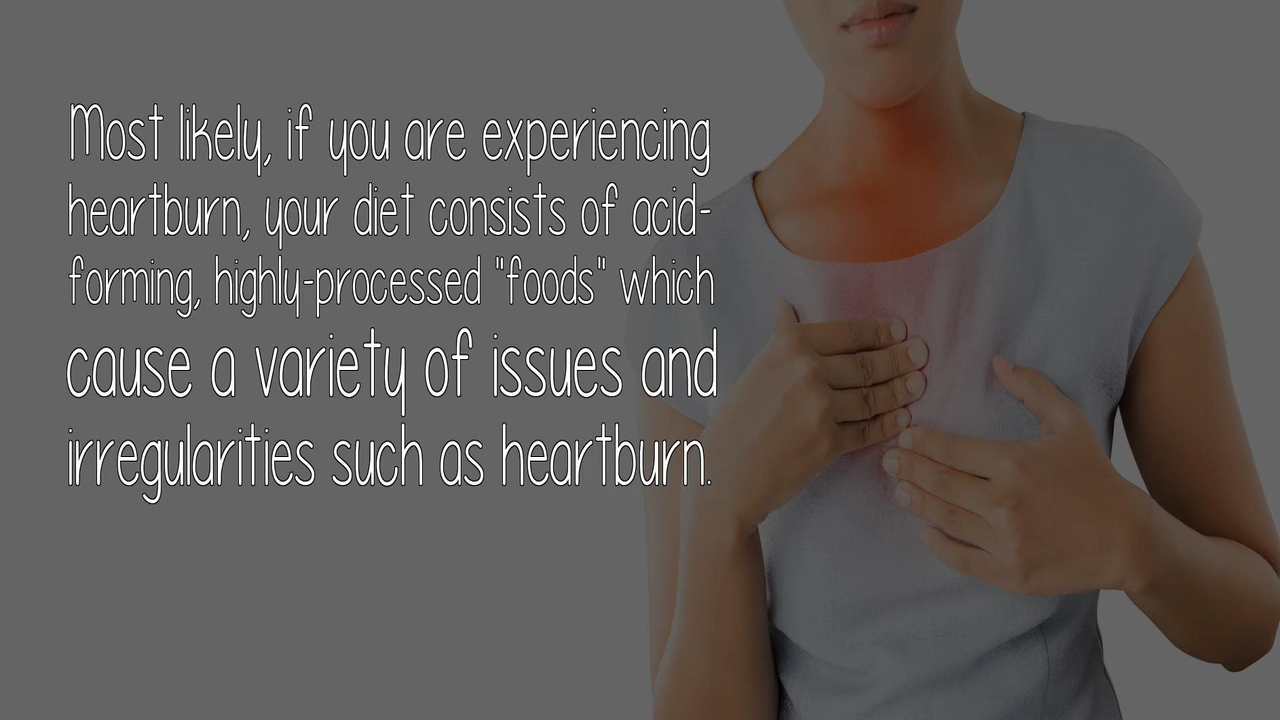 Most likely, if you are experiencing
heartburn, your diet consists of acid-
forming, highly-processed "foods" which
cause a variety of issues and
irregularities such as heartburn.